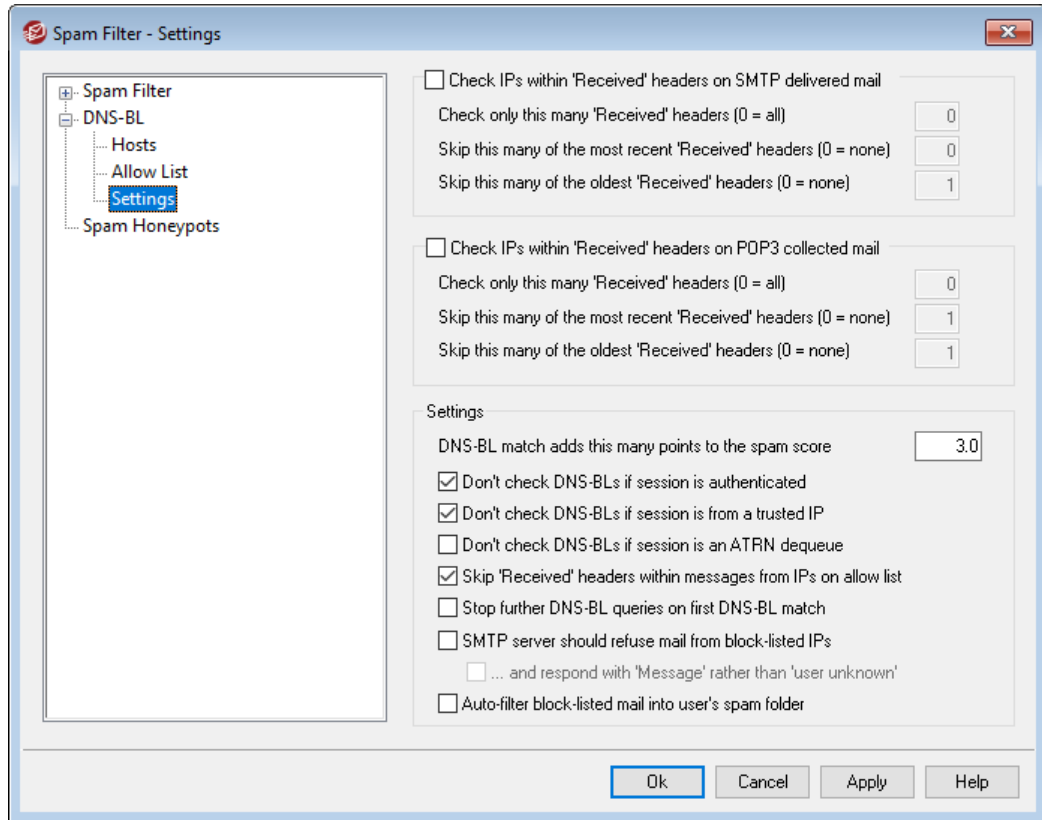 Spam Filter - Settings
Spam Filter
DNS-BL
Hosts
Allow List
Settings
Spam Honeypots
Check IPs within 'Received' headers on SMTP delivered mail
Check only this many 'Received' headers (0 = all) 0
Skip this many of the most recent 'Received' headers (0 = none) 0
Skip this many of the oldest 'Received' headers (0 = none) 1
Check IPs within 'Received' headers on POP3 collected mail
Check only this many 'Received' headers (0 = all) 0
Skip this many of the most recent 'Received' headers (0 = none) 1
Skip this many of the oldest 'Received' headers (0 = none) 1
Settings
DNS-BL match adds this many points to the spam score 3.0
Don't check DNS-BLs if session is authenticated
Don't check DNS-BLs if session is from a trusted IP
Don't check DNS-BLs if session is an ATRN dequeue
Skip 'Received' headers within messages from IPs on allow list
Stop further DNS-BL queries on first DNS-BL match
SMTP server should refuse mail from block-listed IPs
... and respond with 'Message' rather than 'user unknown'
Auto-filter block-listed mail into user's spam folder
Ok Cancel Apply Help